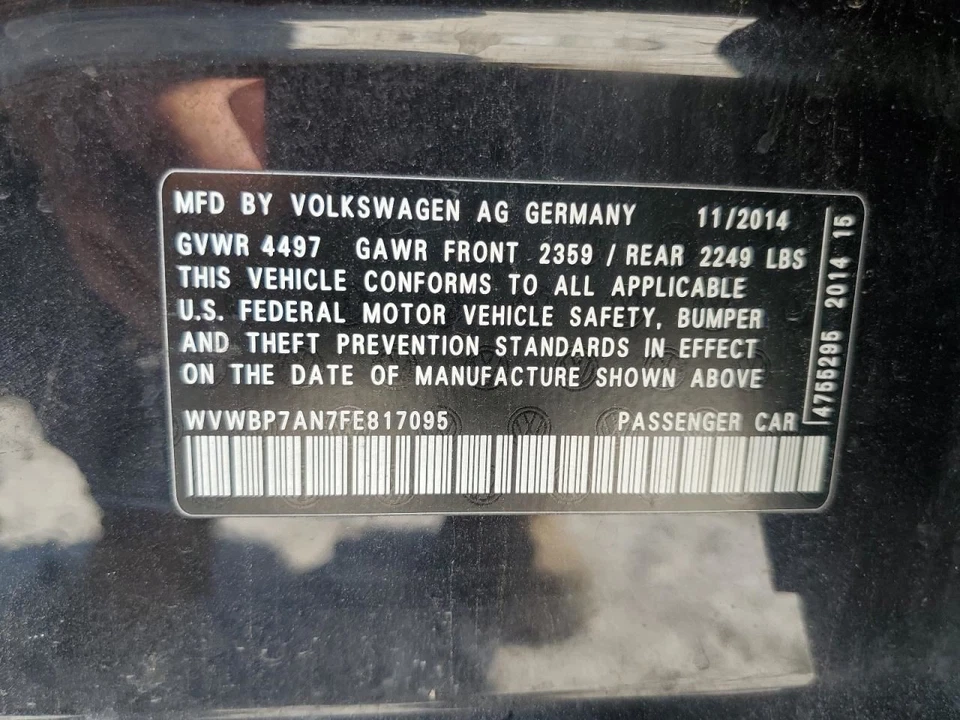 MFD BY VOLKSWAGEN AG GERMANY 11/2014
GVWR 4497 GAWR FRONT 2359 / REAR 2249 LBS
THIS VEHICLE CONFORMS TO ALL APPLICABLE
U.S. FEDERAL MOTOR VEHICLE SAFETY, BUMPER
AND THEFT PREVENTION STANDARDS IN EFFECT
ON THE DATE OF MANUFACTURE SHOWN ABOVE
WVWBP7AN7FE817095 PASSENGER CAR
4755295 2014 15